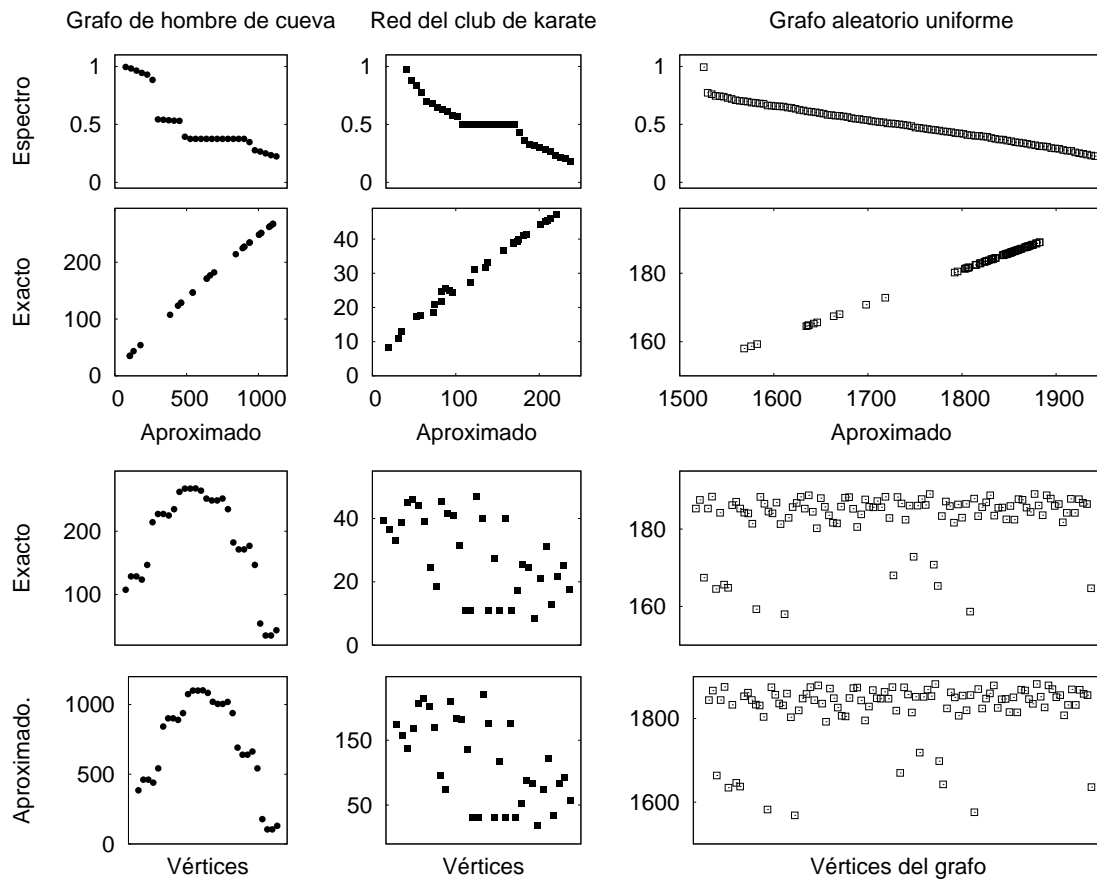 Grafo de hombre de cueva Red del club de karate Grafo aleatorio uniforme
Espectro
1 0.5 0
1 0.5 0
1 0.5 0
Exacto
200 100 0
40 30 20 10 0
180 160
0 500 1000
0 100 200
1500 1600 1700 1800 1900
Aproximado Aproximado Aproximado
Exacto
300 200 100
40 20 0
180 160
Aproximado.
1000 500 0
150 50
1800 1600
Vértices Vértices Vértices del grafo